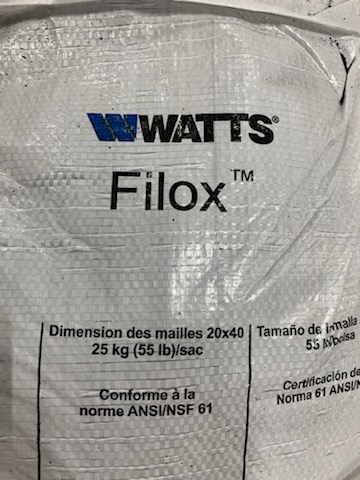 WATTS®
Filox™
Dimension des mailles 20x40
25 kg (55 lb)/sac
Conforme à la
norme ANSI/NSF 61
Tamaño de malla
55 lb/bolsa
Certificación de
Norma 61 ANSI/N